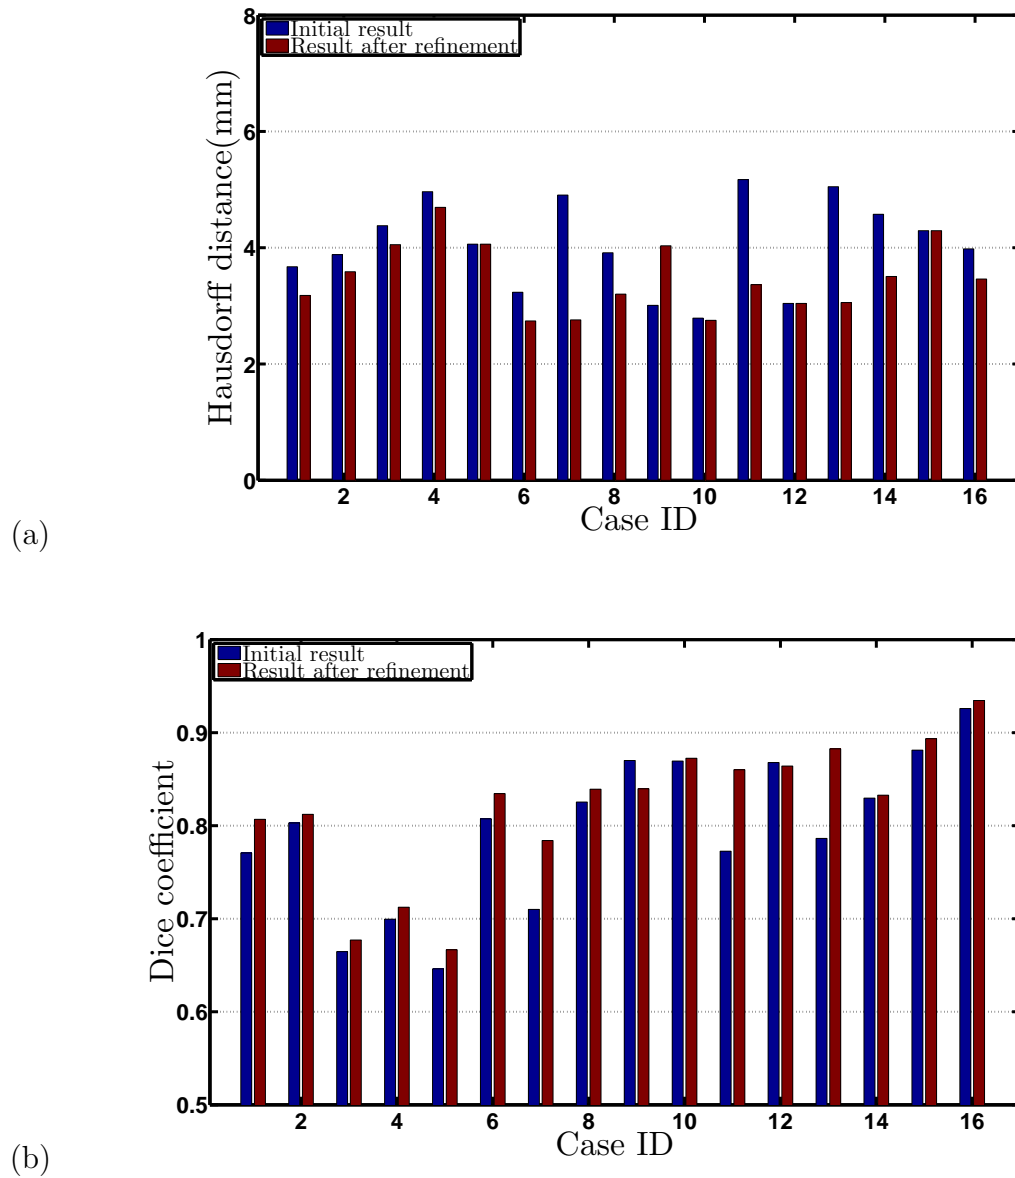 8
Initial result
Result after refinement
6
4
2
0
Hausdorff distance(mm)
2 4 6 8 10 12 14 16
Case ID
(a)
1
Initial result
Result after refinement
0.9
0.8
0.7
0.6
0.5
Dice coefficient
2 4 6 8 10 12 14 16
Case ID
(b)